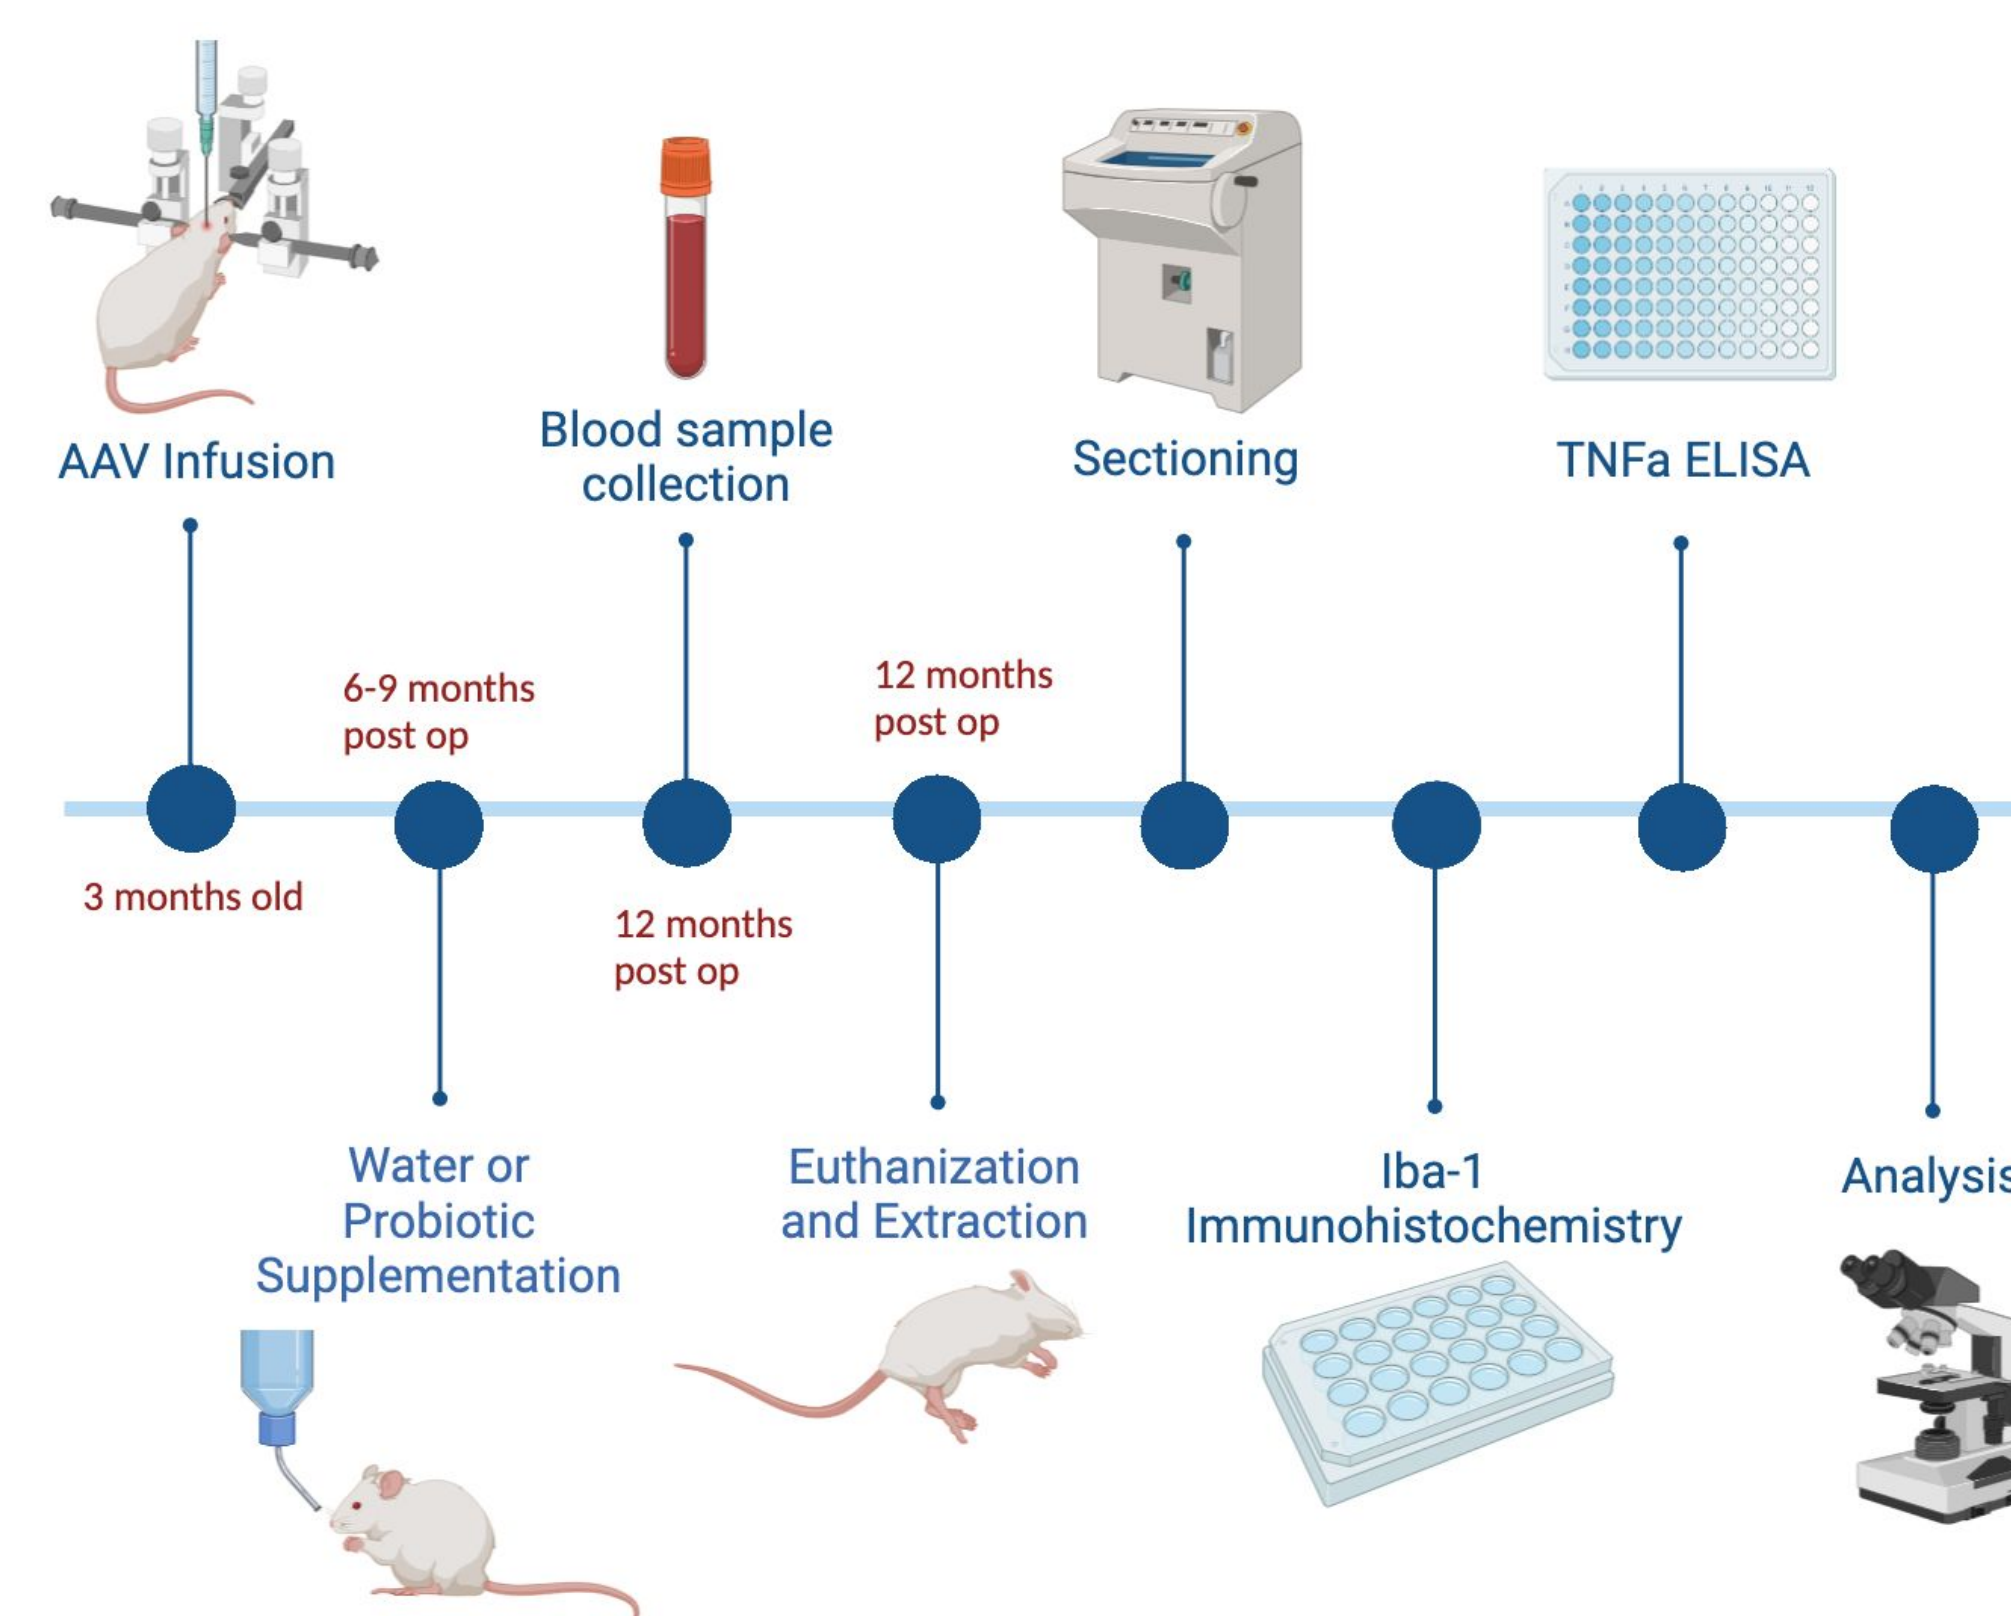 AAV Infusion
Blood sample
collection
Sectioning
TNFa ELISA
6-9 months
post op
12 months
post op
3 months old
12 months
post op
Water or
Probiotic
Supplementation
Euthanization
and Extraction
Iba-1
Immunohistochemistry
Analysis